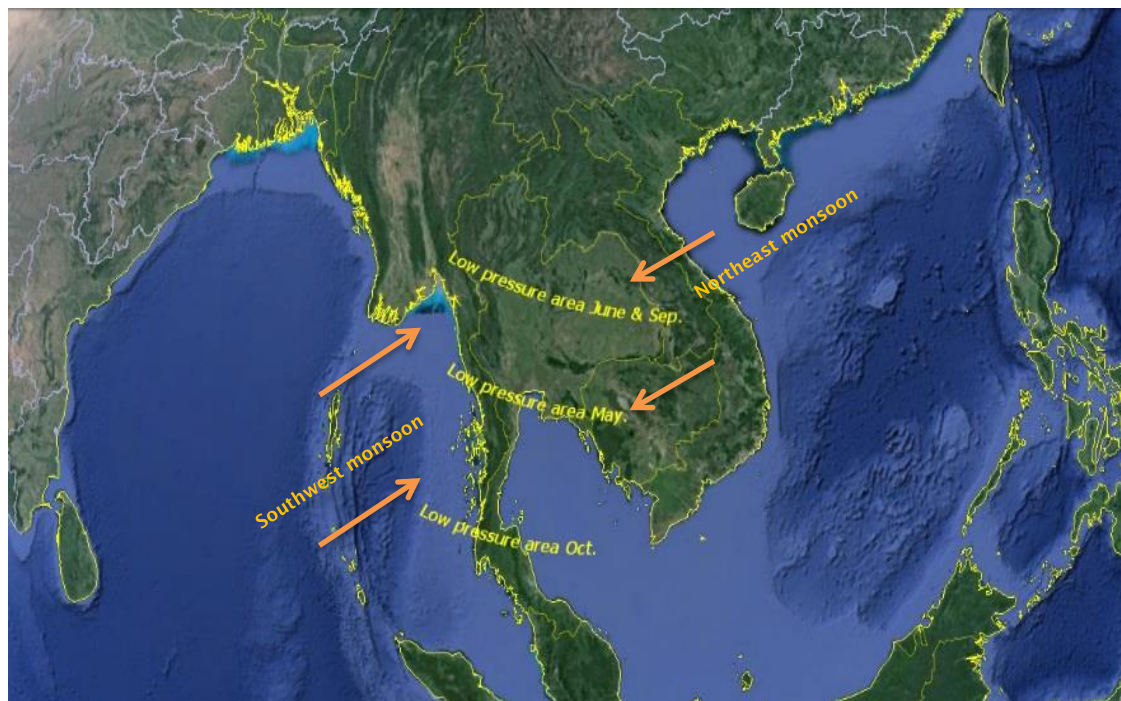 Northeast monsoon
Low pressure area June & Sep.
Low pressure area May.
Southwest monsoon
Low pressure area Oct.